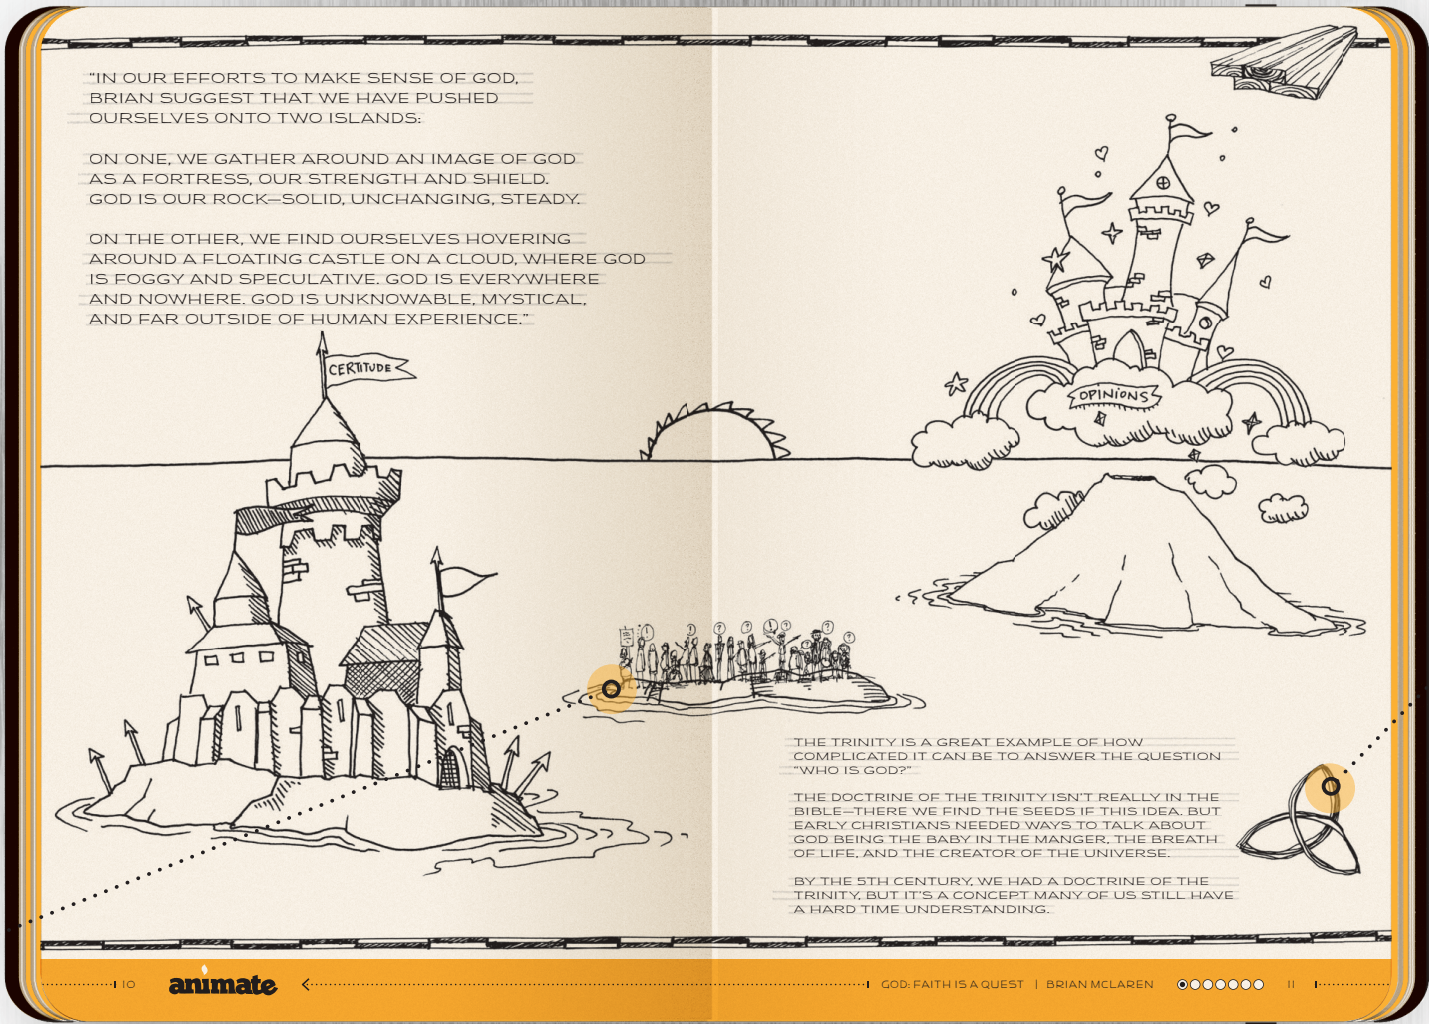 “IN OUR EFFORTS TO MAKE SENSE OF GOD,
BRIAN SUGGEST THAT WE HAVE PUSHED
OURSELVES ONTO TWO ISLANDS:
ON ONE, WE GATHER AROUND AN IMAGE OF GOD
AS A FORTRESS, OUR STRENGTH AND SHIELD.
GOD IS OUR ROCK—SOLID, UNCHANGING, STEADY.
ON THE OTHER, WE FIND OURSELVES HOVERING
AROUND A FLOATING CASTLE ON A CLOUD, WHERE GOD
IS FOGGY AND SPECULATIVE. GOD IS EVERYWHERE
AND NOWHERE. GOD IS UNKNOWABLE, MYSTICAL,
AND FAR OUTSIDE OF HUMAN EXPERIENCE.”
CERTITUDE
OPINIONS
! ! ? ? ! ? ? ? ?
THE TRINITY IS A GREAT EXAMPLE OF HOW
COMPLICATED IT CAN BE TO ANSWER THE QUESTION
“WHO IS GOD?”
THE DOCTRINE OF THE TRINITY ISN’T REALLY IN THE
BIBLE—THERE WE FIND THE SEEDS IF THIS IDEA. BUT
EARLY CHRISTIANS NEEDED WAYS TO TALK ABOUT
GOD BEING THE BABY IN THE MANGER, THE BREATH
OF LIFE, AND THE CREATOR OF THE UNIVERSE.
BY THE 5TH CENTURY, WE HAD A DOCTRINE OF THE
TRINITY, BUT IT’S A CONCEPT MANY OF US STILL HAVE
A HARD TIME UNDERSTANDING.
10
animate
GOD: FAITH IS A QUEST | BRIAN MCLAREN
11